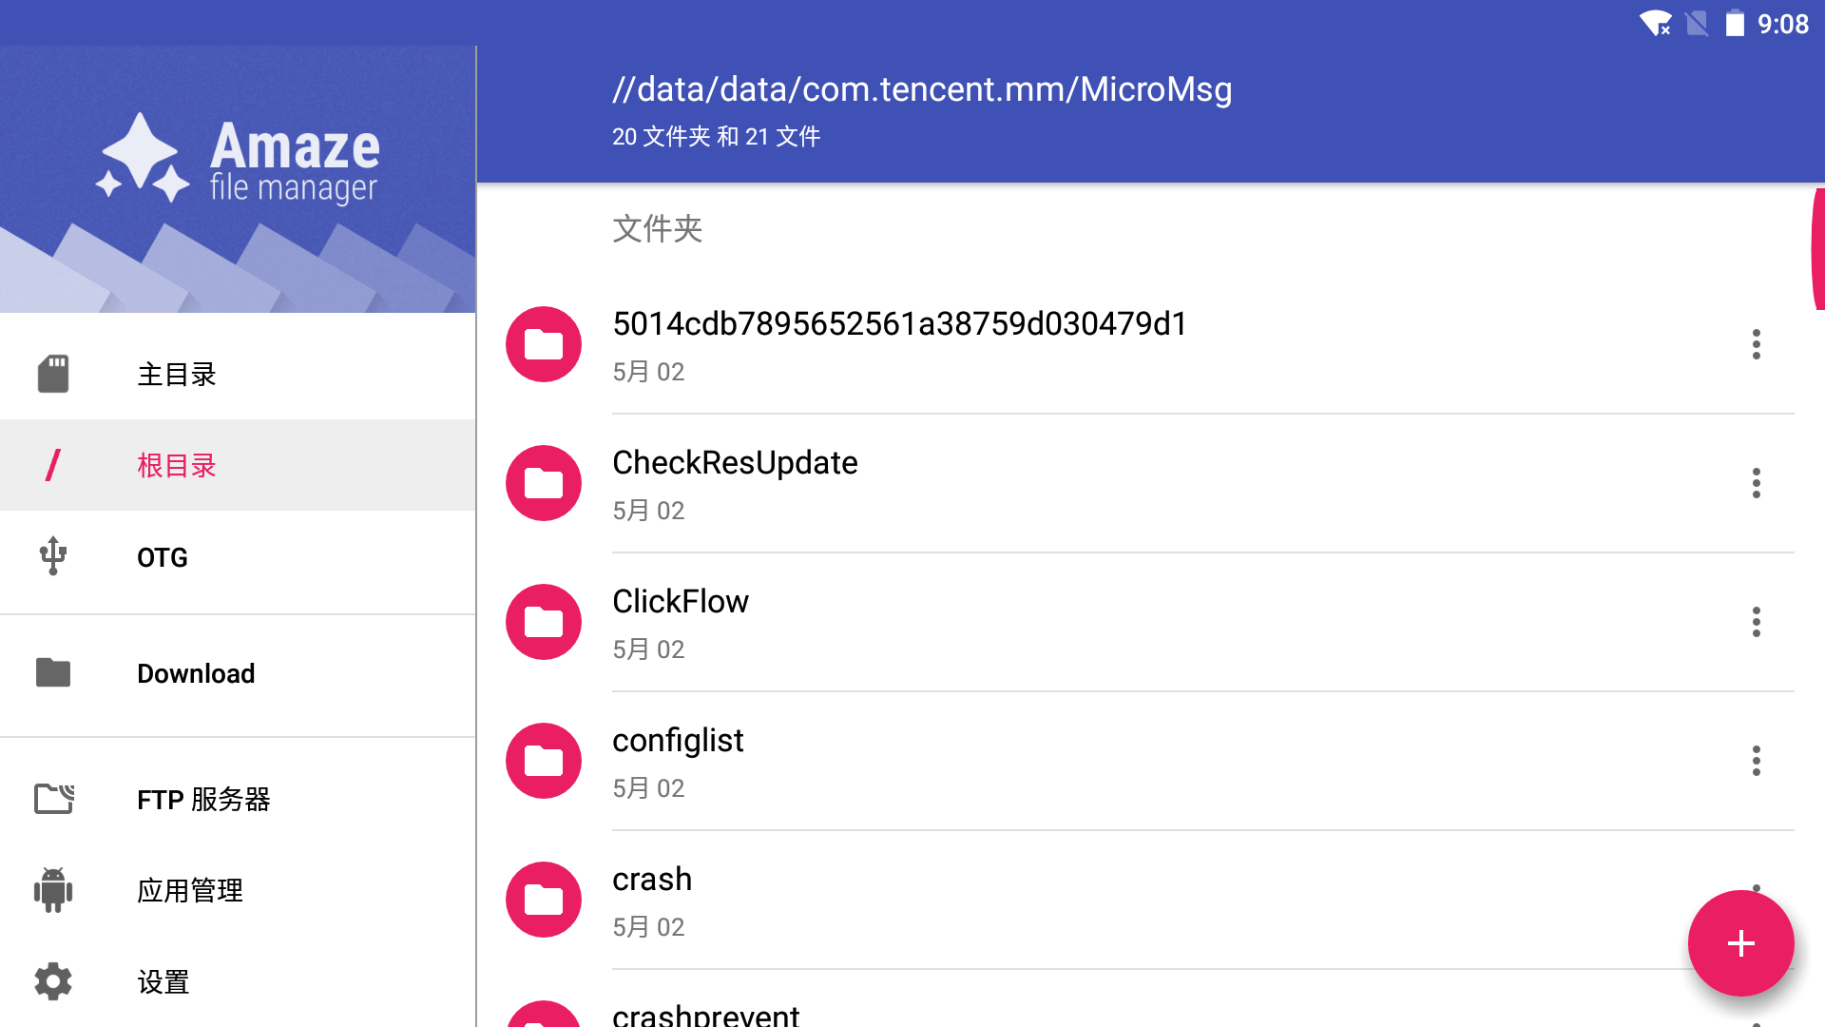 9:08
Amaze
file manager
//data/data/com.tencent.mm/MicroMsg
20 文件夹 和 21 文件
主目录
根目录
OTG
Download
FTP 服务器
应用管理
设置
文件夹
5014cdb7895652561a38759d030479d1
5月 02
CheckResUpdate
5月 02
ClickFlow
5月 02
configlist
5月 02
crash
5月 02
crashprevent